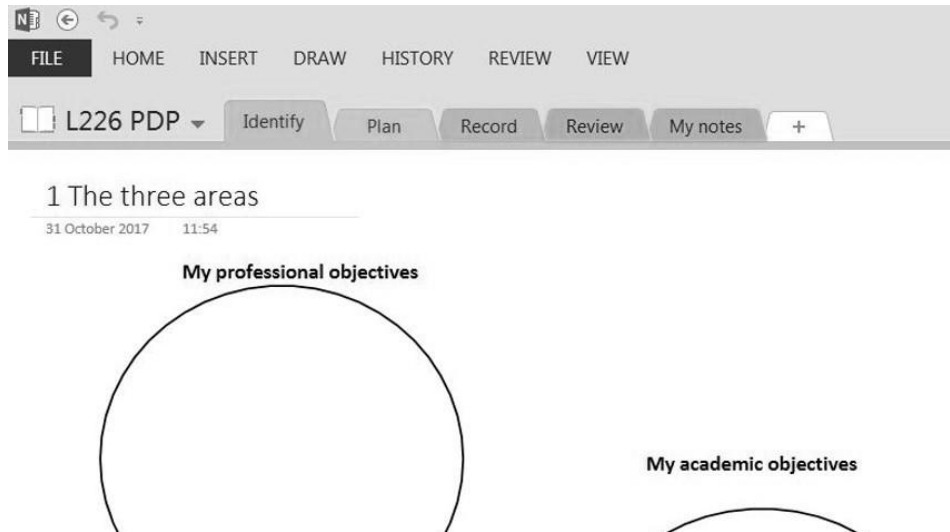 FILE HOME INSERT DRAW HISTORY REVIEW VIEW
L226 PDP Identify Plan Record Review My notes +
1 The three areas
31 October 2017 11:54
My professional objectives
My academic objectives